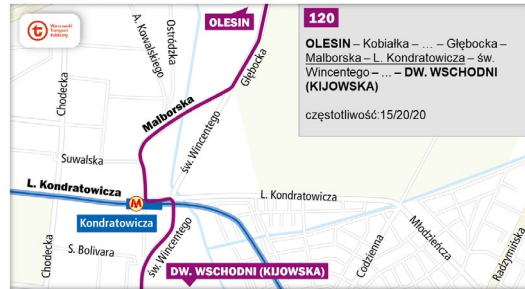 Warszawski
Transport
Publiczny
OLESIN
120
OLESIN – Kobiałka – ... – Głębocka –
Malborska – L. Kondratowicza – św.
Wincentego – ... – DW. WSCHODNI
(KIJOWSKA)
częstotliwość:15/20/20
Ostródzka
A. Kowalskiego
Głębocka
Chodecka
Malborska
św. Wincentego
Suwalska
L. Kondratowicza
L. Kondratowicza
M
Kondratowicza
Młodzieńcza
Radzymińska
Codzienna
Chodecka
S. Bolivara
św. Wincentego
DW. WSCHODNI (KIJOWSKA)